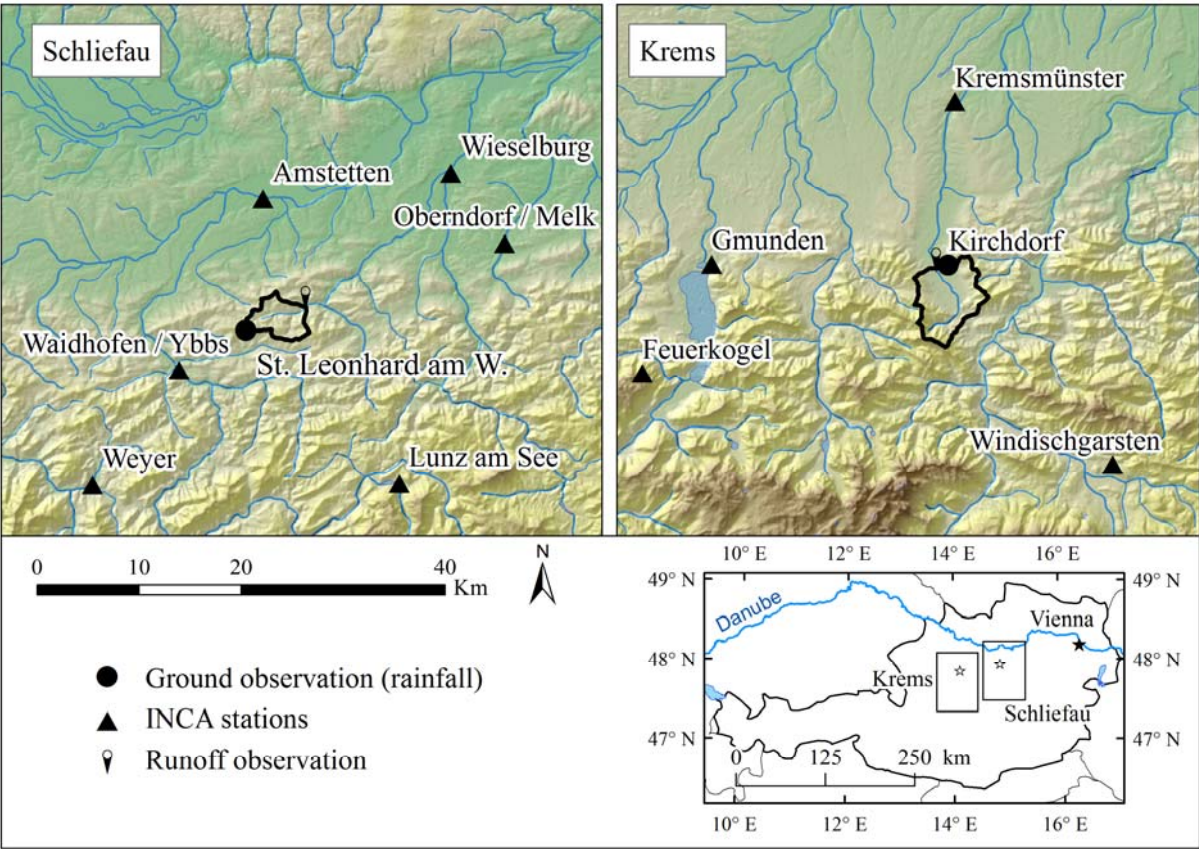 Schliefau
Wieselburg
Amstetten
Oberndorf / Melk
Waidhofen / Ybbs
St. Leonhard am W.
Weyer
Lunz am See
Krems
Kremsmünster
Gmunden
Kirchdorf
Feuerkogel
Windischgarsten
0 10 20 40
Km
N
Ground observation (rainfall)
INCA stations
Runoff observation
10° E 12° E 14° E 16° E
49° N 49° N
Danube
Vienna
48° N 48° N
Krems
Schliefau
47° N 47° N
0 125 250 km
10° E 12° E 14° E 16° E